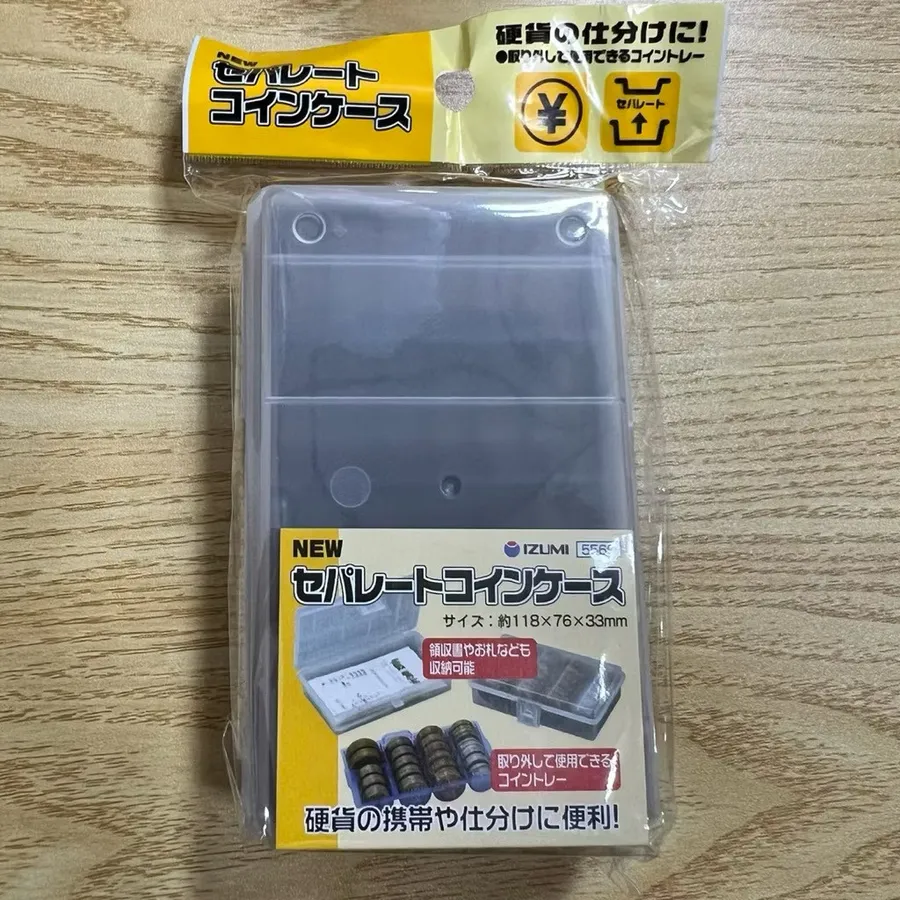 NEW
セパレート
コインケース
硬貨の仕分けに!
●取り外して使用できるコイントレー
¥
セパレート
NEW
IZUMI
セパレートコインケース
サイズ:約118×76×33mm
領収書やお札なども
収納可能
取り外して使用できる
コイントレー
硬貨の携帯や仕分けに便利!